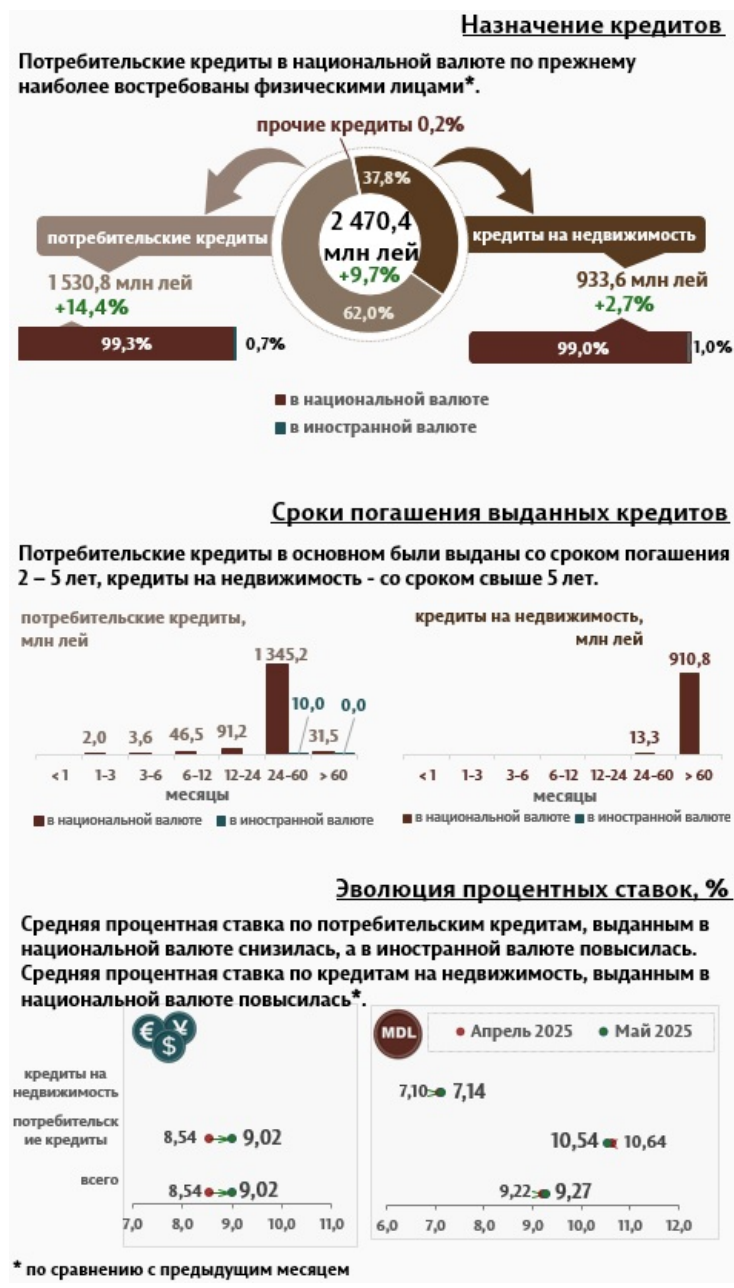 Назначение кредитов
Потребительские кредиты в национальной валюте по прежнему
наиболее востребованы физическими лицами*.
прочие кредиты 0,2%
37,8%
2 470,4
млн лей
+9,7%
62,0%
потребительские кредиты
1 530,8 млн лей
+14,4%
99,3%
0,7%
кредиты на недвижимость
933,6 млн лей
+2,7%
99,0%
1,0%
в национальной валюте
в иностранной валюте
Сроки погашения выданных кредитов
Потребительские кредиты в основном были выданы со сроком погашения
2 – 5 лет, кредиты на недвижимость - со сроком свыше 5 лет.
потребительские кредиты,
млн лей
2,0 3,6 46,5 91,2 1 345,2 10,0 31,5 0,0
< 1 1-3 3-6 6-12 12-24 24-60 > 60
месяцы
в национальной валюте в иностранной валюте
кредиты на недвижимость,
млн лей
13,3 910,8
< 1 1-3 3-6 6-12 12-24 24-60 > 60
месяцы
в национальной валюте в иностранной валюте
Эволюция процентных ставок, %
Средняя процентная ставка по потребительским кредитам, выданным в
национальной валюте снизилась, а в иностранной валюте повысилась.
Средняя процентная ставка по кредитам на недвижимость, выданным в
национальной валюте повысилась*.
€ ¥ $
MDL
Апрель 2025 Май 2025
кредиты на
недвижимость
7,10 7,14
потребительск
ие кредиты
8,54 9,02
10,54 10,64
всего
8,54 9,02
9,22 9,27
7,0 8,0 9,0 10,0 11,0
6,0 7,0 8,0 9,0 10,0 11,0 12,0
* по сравнению с предыдущим месяцем